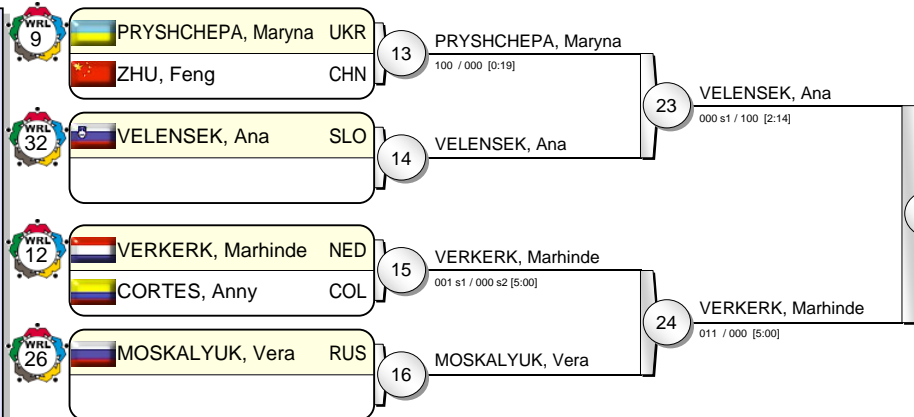 WRL
9
PRYSHCHEPA, Maryna UKR
ZHU, Feng CHN
13
PRYSHCHEPA, Maryna
100 / 000 [0:19]
WRL
32
VELENSEK, Ana SLO
14
VELENSEK, Ana
23
VELENSEK, Ana
000 s1 / 100 [2:14]
WRL
12
VERKERK, Marhinde NED
CORTES, Anny COL
15
VERKERK, Marhinde
001 s1 / 000 s2 [5:00]
WRL
26
MOSKALYUK, Vera RUS
16
MOSKALYUK, Vera
24
VERKERK, Marhinde
011 / 000 [5:00]